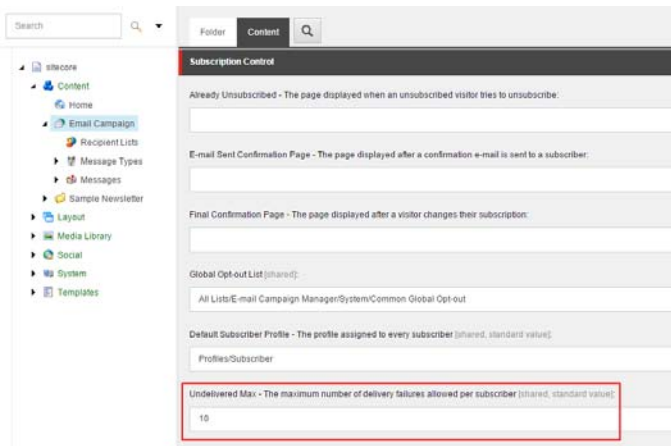 Search
Folder
Content
sitecore
Content
Home
Email Campaign
Recipient Lists
Message Types
Messages
Sample Newsletter
Layout
Media Library
Social
System
Templates
Subscription Control
Already Unsubscribed - The page displayed when an unsubscribed visitor tries to unsubscribe:
E-mail Sent Confirmation Page - The page displayed after a confirmation e-mail is sent to a subscriber:
Final Confirmation Page - The page displayed after a visitor changes their subscription:
Global Opt-out List [shared]:
All Lists/E-mail Campaign Manager/System/Common Global Opt-out
Default Subscriber Profile - The profile assigned to every subscriber [shared, standard value]:
Profiles/Subscriber
Undelivered Max - The maximum number of delivery failures allowed per subscriber [shared, standard value]:
10